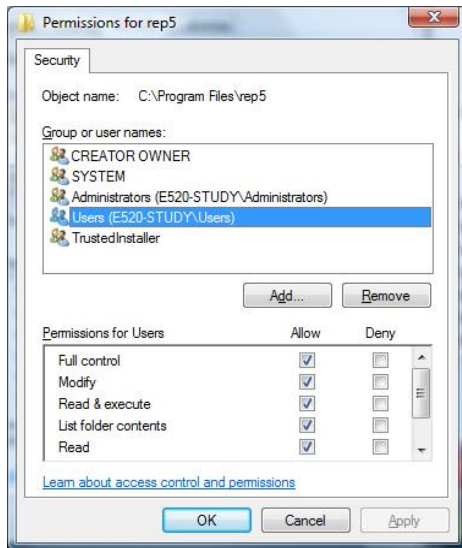 Permissions for rep5
Security
Object name: C:\Program Files\rep5
Group or user names:
CREATOR OWNER
SYSTEM
Administrators (E520-STUDY\Administrators)
Users (E520-STUDY\Users)
TrustedInstaller
Add... Remove
Permissions for Users Allow Deny
Full control
Modify
Read & execute
List folder contents
Read
Learn about access control and permissions
OK Cancel Apply